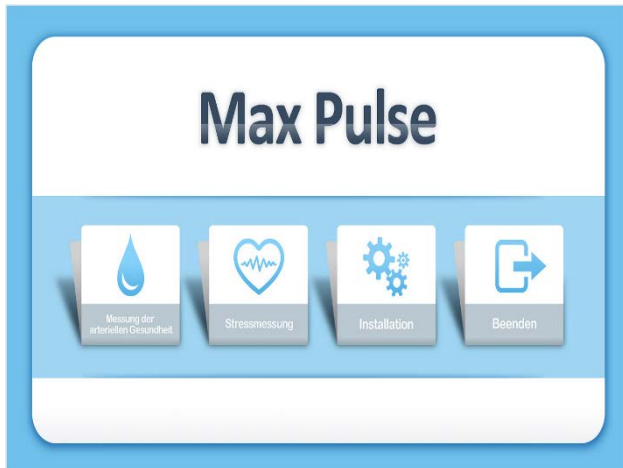 Max Pulse
Messung der
arteriellen Gesundheit
Stressmessung
Installation
Beenden